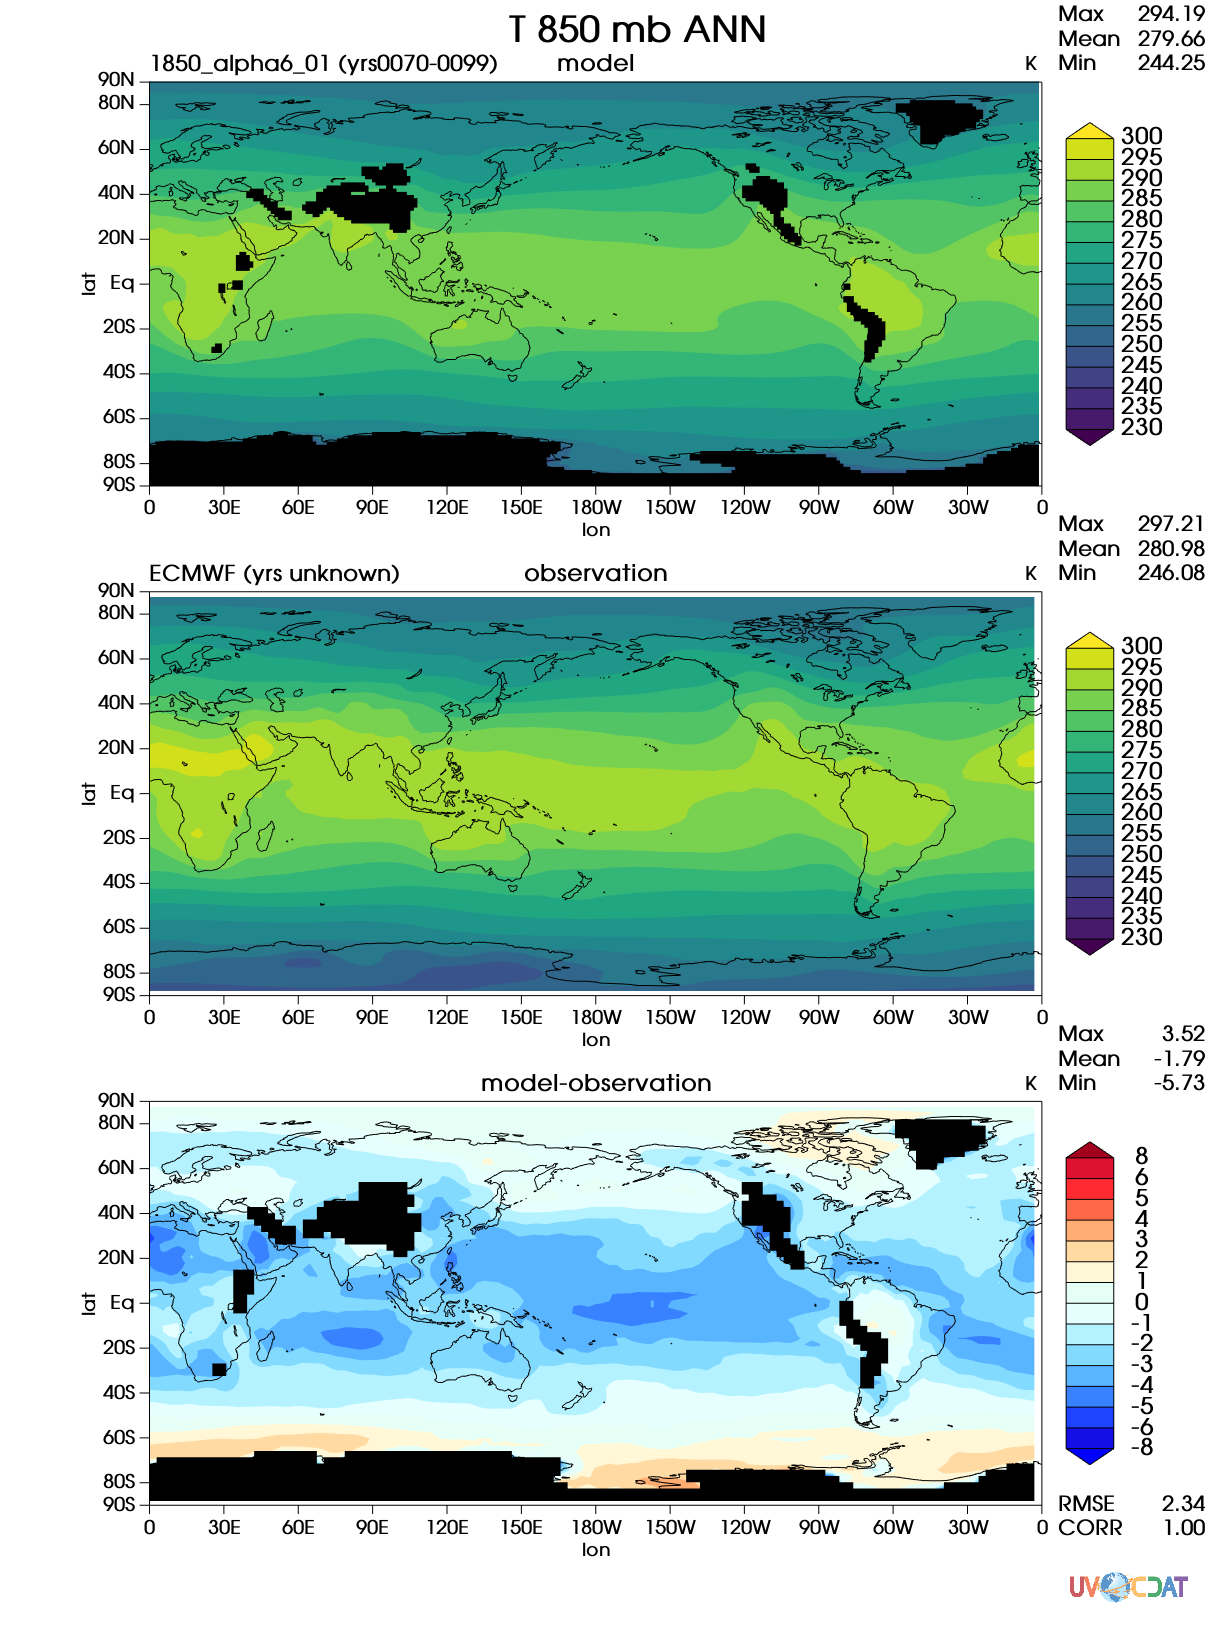 T 850 mb ANN
Max 294.19
Mean 279.66
Min 244.25
1850_alpha6_01 (yrs0070-0099) model K
90N
80N
60N
40N
20N
Eq
20S
40S
60S
80S
90S
lat
0 30E 60E 90E 120E 150E 180W 150W 120W 90W 60W 30W 0
lon
300
295
290
285
280
275
270
265
260
255
250
245
240
235
230
Max 297.21
Mean 280.98
Min 246.08
ECMWF (yrs unknown) observation K
90N
80N
60N
40N
20N
Eq
20S
40S
60S
80S
90S
lat
0 30E 60E 90E 120E 150E 180W 150W 120W 90W 60W 30W 0
lon
300
295
290
285
280
275
270
265
260
255
250
245
240
235
230
Max 3.52
Mean -1.79
Min -5.73
model-observation K
90N
80N
60N
40N
20N
Eq
20S
40S
60S
80S
90S
lat
0 30E 60E 90E 120E 150E 180W 150W 120W 90W 60W 30W 0
lon
8
6
5
4
3
2
1
0
-1
-2
-3
-4
-5
-6
-8
RMSE 2.34
CORR 1.00
UV CDAT